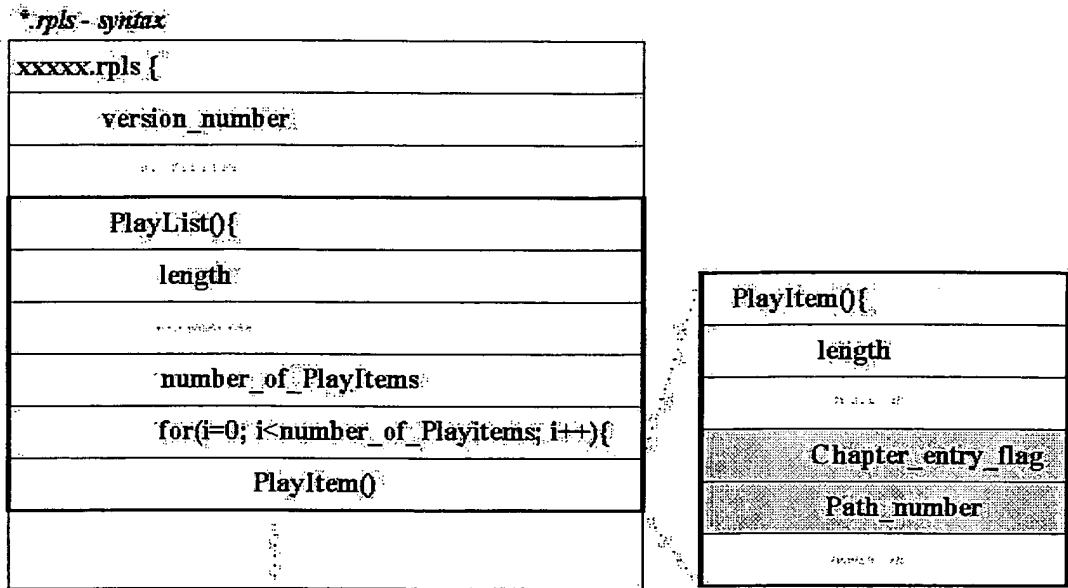 *.rpls - syntax
xxxxx.rpls {
version_number
PlayList(){
length
number_of_PlayItems
for(i=0; i<number_of_Playitems; i++){
PlayItem()
PlayItem(){
length
Chapter_entry_flag
Path_number